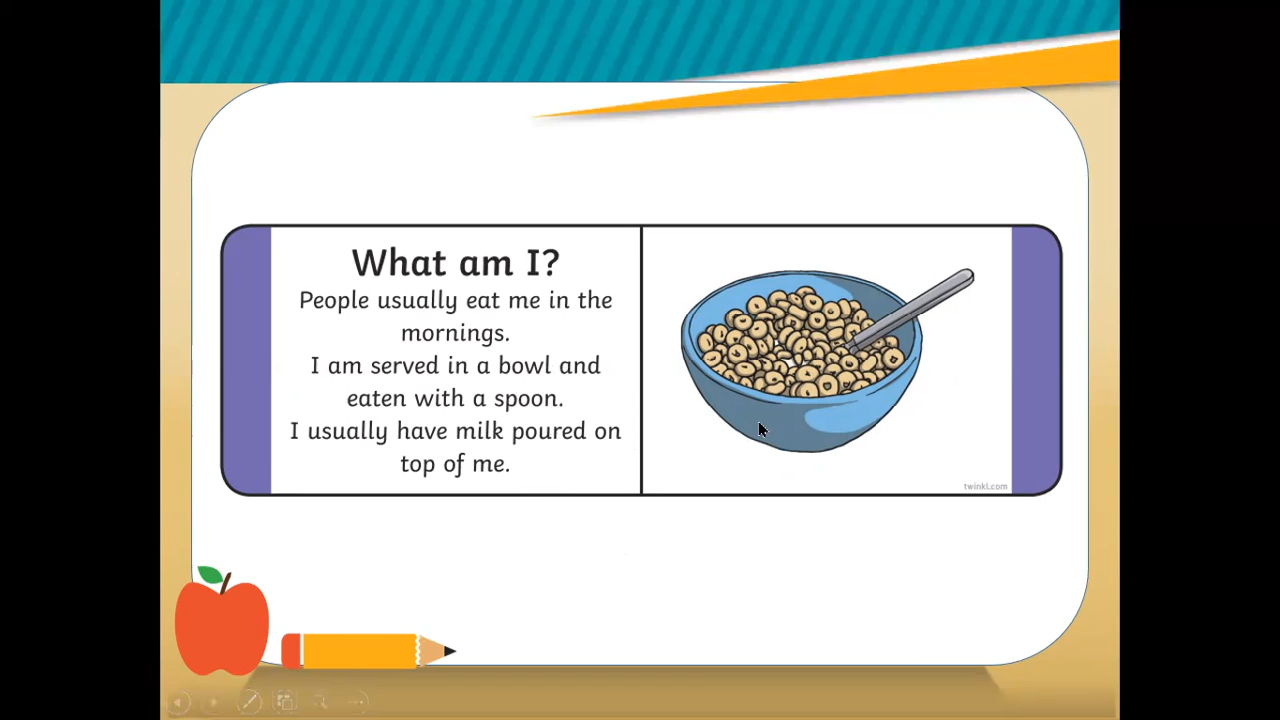 What am I?
People usually eat me in the
mornings.
I am served in a bowl and
eaten with a spoon.
I usually have milk poured on
top of me.
twinkl.com